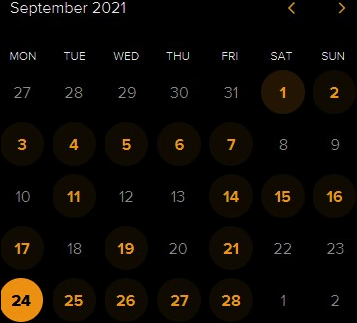 September 2021
MON TUE WED THU FRI SAT SUN
27 28 29 30 31 1 2
3 4 5 6 7 8 9
10 11 12 13 14 15 16
17 18 19 20 21 22 23
24 25 26 27 28 1 2